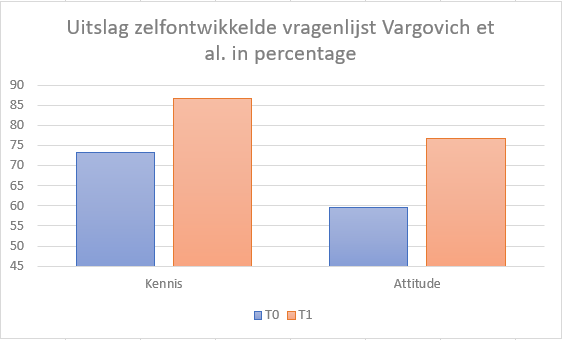 Uitslag zelfontwikkelde vragenlijst Vargovich et
al. in percentage
90
85
80
75
70
65
60
55
50
45
Kennis Attitude
T0 T1